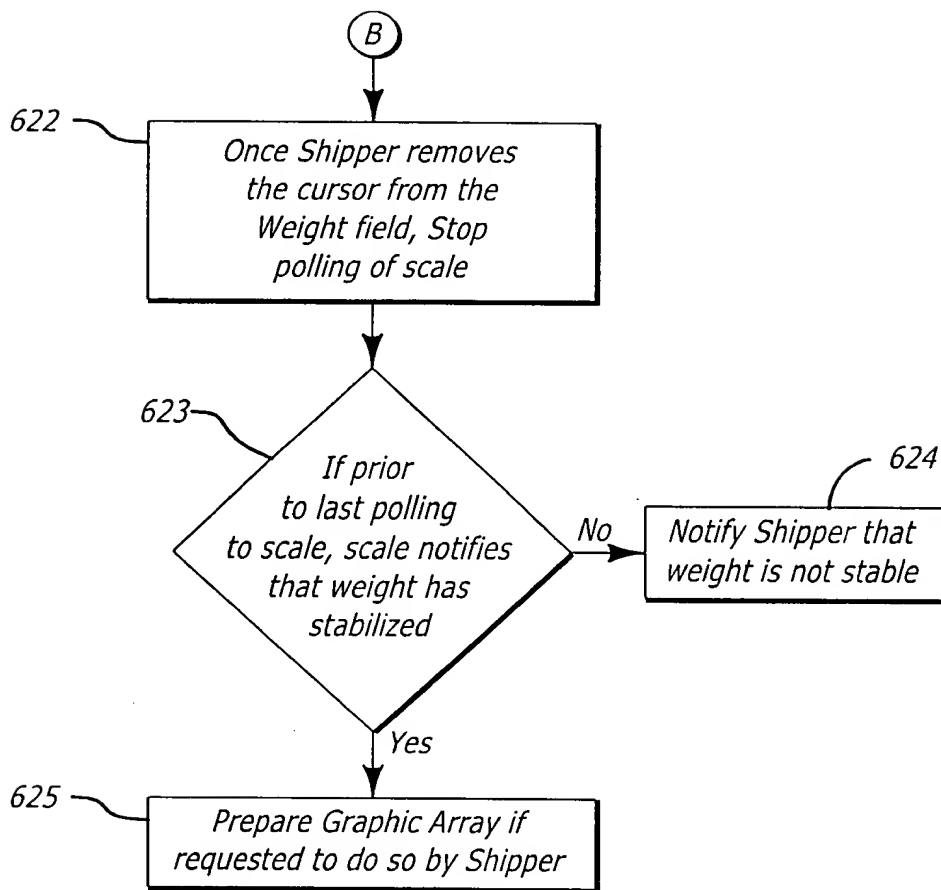 B
622
Once Shipper removes
the cursor from the
Weight field, Stop
polling of scale
623
If prior
to last polling
to scale, scale notifies
that weight has
stabilized
No
624
Notify Shipper that
weight is not stable
Yes
625
Prepare Graphic Array if
requested to do so by Shipper